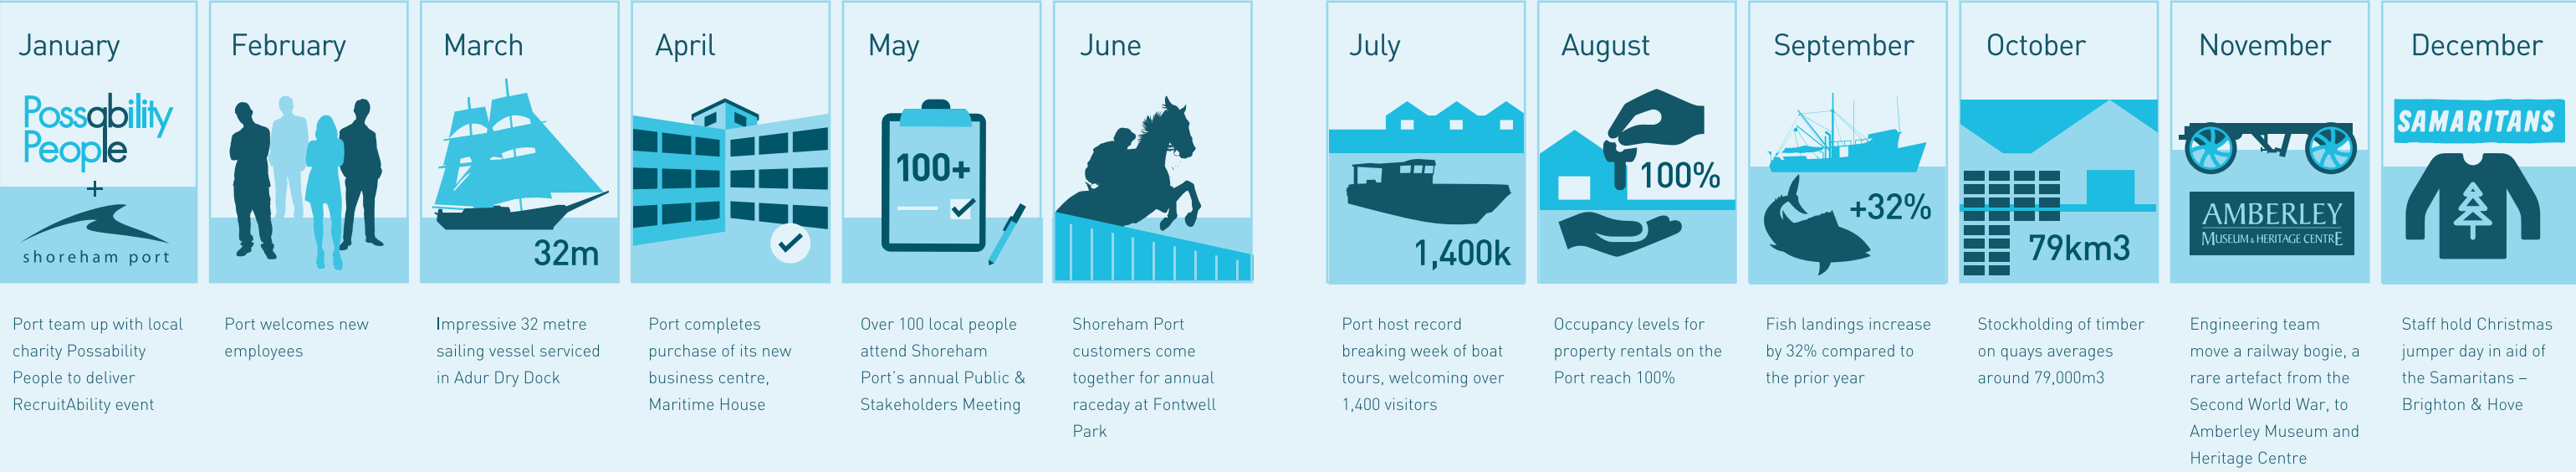 January
Possability
People
+
shoreham port
Port team up with local
charity Possability
People to deliver
RecruitAbility event
February
Port welcomes new
employees
March
32m
Impressive 32 metre
sailing vessel serviced
in Adur Dry Dock
April
Port completes
purchase of its new
business centre,
Maritime House
May
100+
Over 100 local people
attend Shoreham
Port's annual Public &
Stakeholders Meeting
June
Shoreham Port
customers come
together for annual
raceday at Fontwell
Park
July
1,400k
Port host record
breaking week of boat
tours, welcoming over
1,400 visitors
August
100%
Occupancy levels for
property rentals on the
Port reach 100%
September
+32%
Fish landings increase
by 32% compared to
the prior year
October
79km3
Stockholding of timber
on quays averages
around 79,000m3
November
AMBERLEY
MUSEUM & HERITAGE CENTRE
Engineering team
move a railway bogie, a
rare artefact from the
Second World War, to
Amberley Museum and
Heritage Centre
December
SAMARITANS
Staff hold Christmas
jumper day in aid of
the Samaritans –
Brighton & Hove